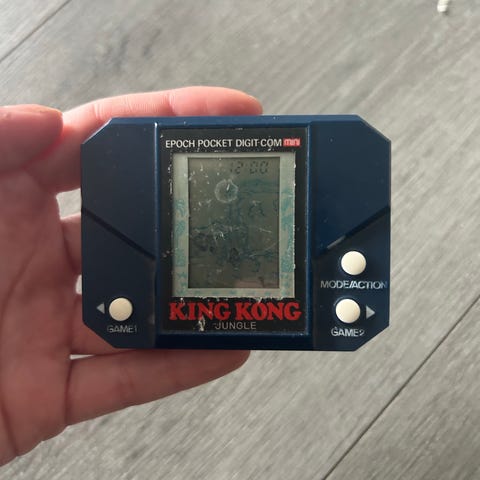 EPOCH POCKET DIGIT-COM mini
12:00
KING KONG
JUNGLE
MODE/ACTION
◀
GAME1
▶
GAME2